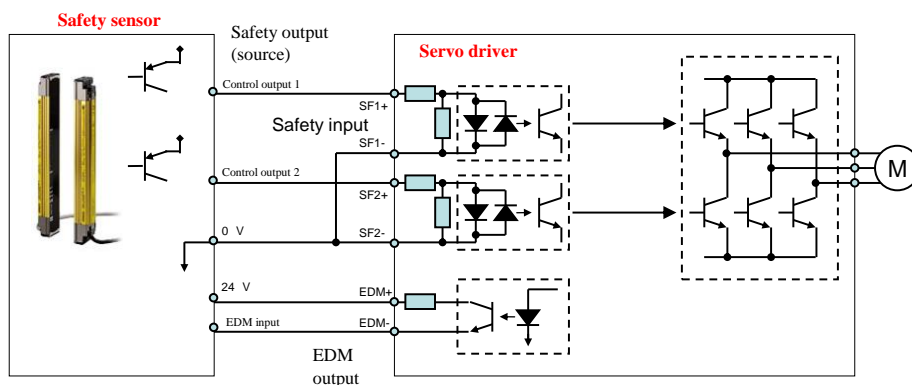 Safety sensor
Safety output
(source)
Servo driver
Control output 1
SF1+
Safety input
SF1-
M
Control output 2
SF2+
0 V
SF2-
24 V
EDM+
EDM input
EDM-
EDM
output